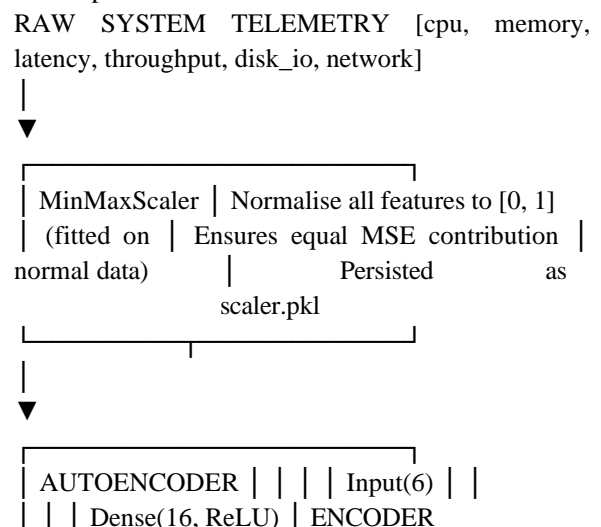 RAW SYSTEM TELEMETRY [cpu, memory,
latency, throughput, disk_io, network]
│
▼
┌─────────────────────────┐
│ MinMaxScaler │ Normalise all features to [0, 1]
│ (fitted on │ Ensures equal MSE contribution │
normal data) │ Persisted as
scaler.pkl
└──────────┬──────────────┘
│
▼
┌─────────────────────────┐
│ AUTOENCODER │ │ │ │ Input(6) │ │
│ │ │ Dense(16, ReLU) │ ENCODER